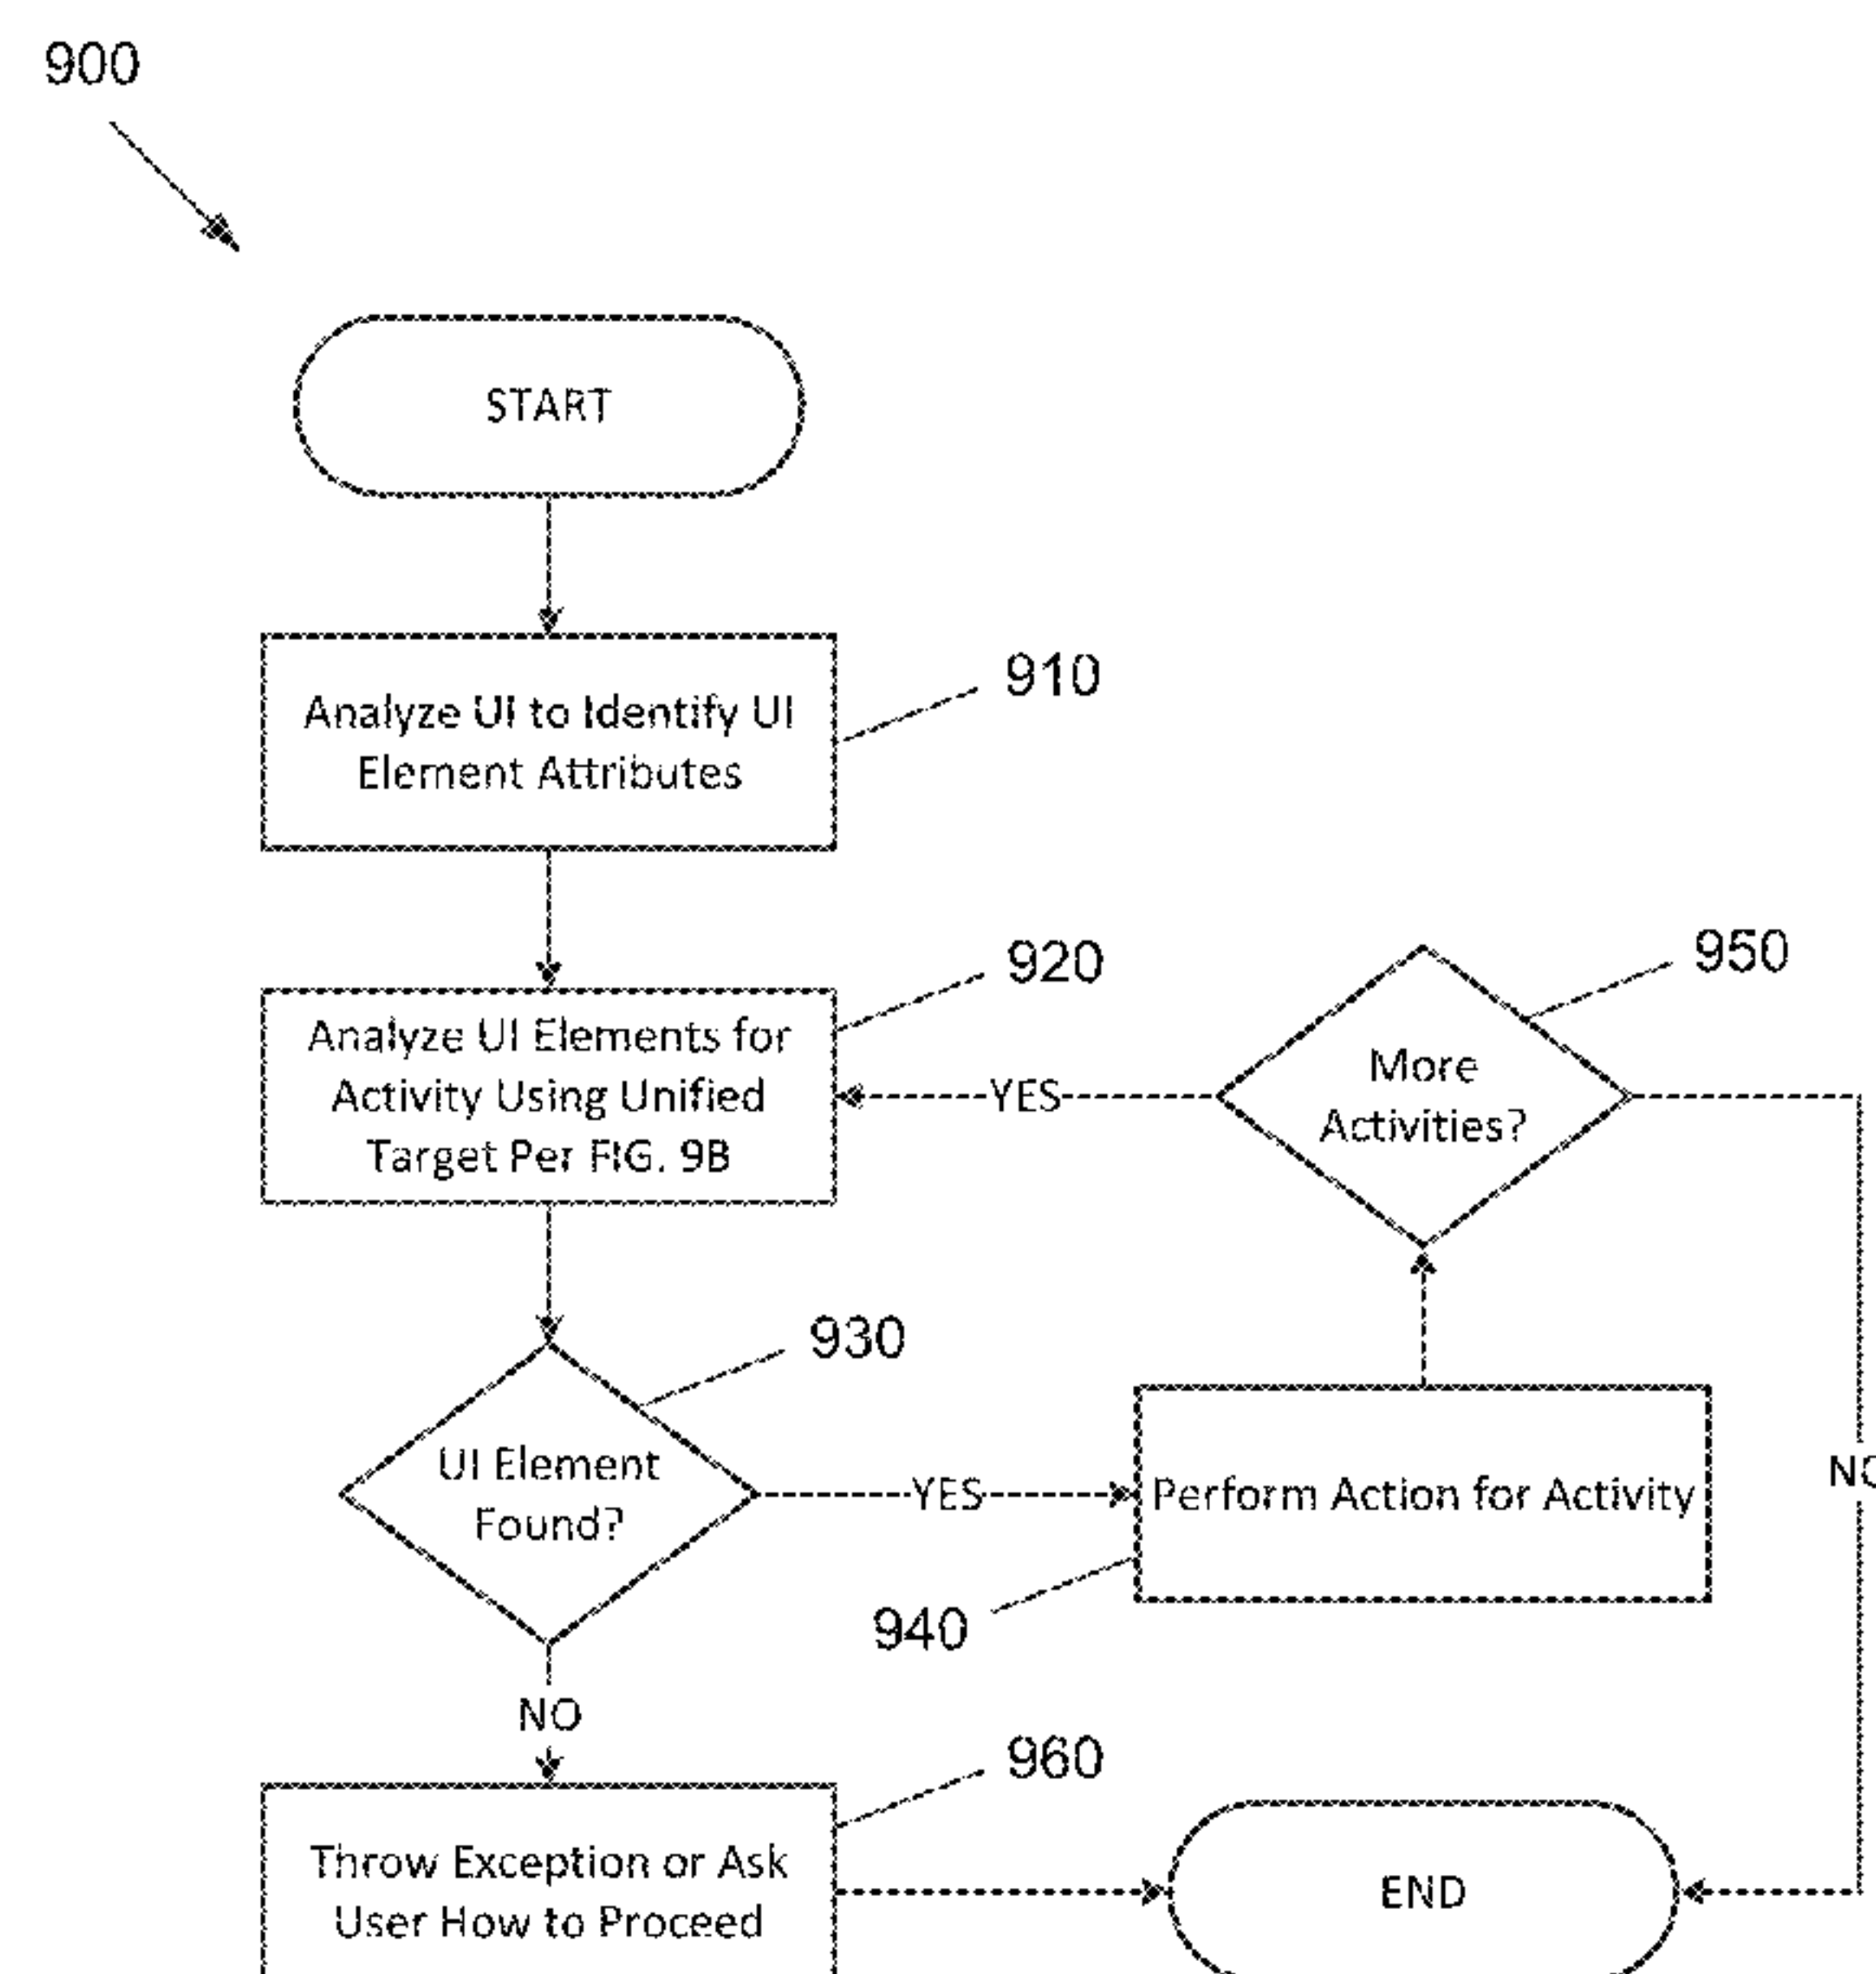 900
START
Analyze UI to Identify UI
Element Attributes
910
Analyze UI Elements for
Activity Using Unified
Target Per FIG. 9B
920
YES
More
Activities?
950
UI Element
Found?
930
YES
Perform Action for Activity
940
NO
NO
Throw Exception or Ask
User How to Proceed
960
END